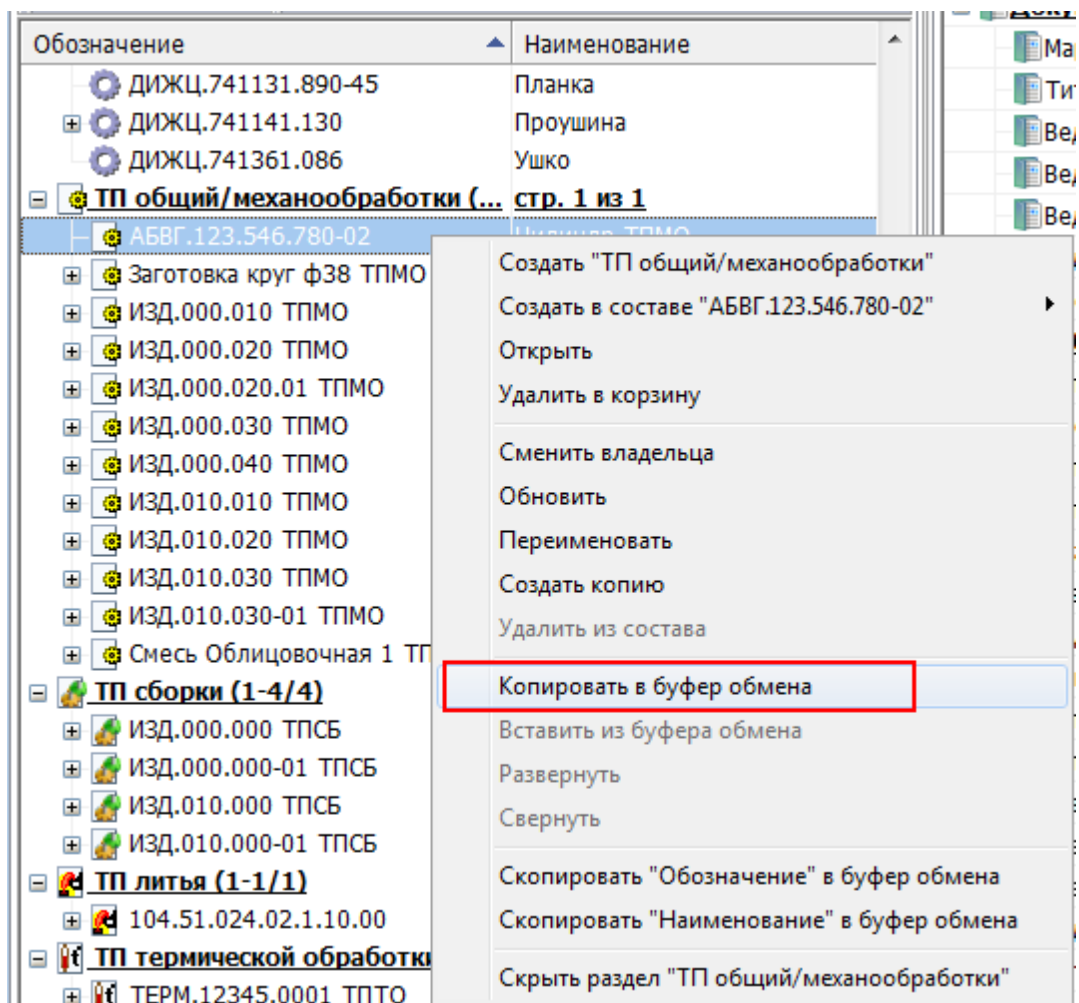 Обозначение Наименование
ДИЖЦ.741131.890-45 Планка
ДИЖЦ.741141.130 Проушина
ДИЖЦ.741361.086 Ушко
ТП общий/механообработки (... стр. 1 из 1
АБВГ.123.546.780-02
Заготовка круг ф38 ТПМО
ИЗД.000.010 ТПМО
ИЗД.000.020 ТПМО
ИЗД.000.020.01 ТПМО
ИЗД.000.030 ТПМО
ИЗД.000.040 ТПМО
ИЗД.010.010 ТПМО
ИЗД.010.020 ТПМО
ИЗД.010.030 ТПМО
ИЗД.010.030-01 ТПМО
Смесь Облицовочная 1 ТП
ТП сборки (1-4/4)
ИЗД.000.000 ТПСБ
ИЗД.000.000-01 ТПСБ
ИЗД.010.000 ТПСБ
ИЗД.010.000-01 ТПСБ
ТП литья (1-1/1)
104.51.024.02.1.10.00
ТП термической обработки
ТЕРМ.12345.0001 ТПТО
Создать "ТП общий/механообработки"
Создать в составе "АБВГ.123.546.780-02"
Открыть
Удалить в корзину
Сменить владельца
Обновить
Переименовать
Создать копию
Удалить из состава
Копировать в буфер обмена
Вставить из буфера обмена
Развернуть
Свернуть
Скопировать "Обозначение" в буфер обмена
Скопировать "Наименование" в буфер обмена
Скрыть раздел "ТП общий/механообработки"
Мар
Тит
Вед
Вед
Вед